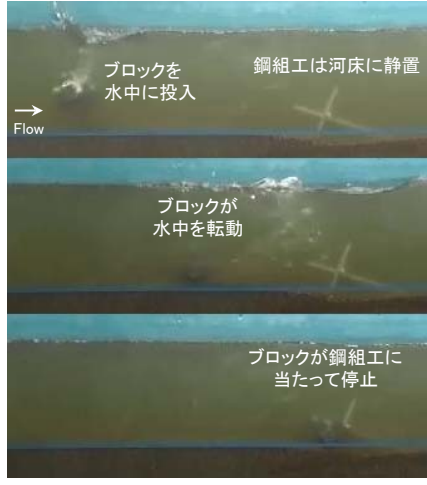 ブロックを
水中に投入
鋼組工は河床に静置
Flow
ブロックが
水中を転動
ブロックが鋼組工に
当たって停止